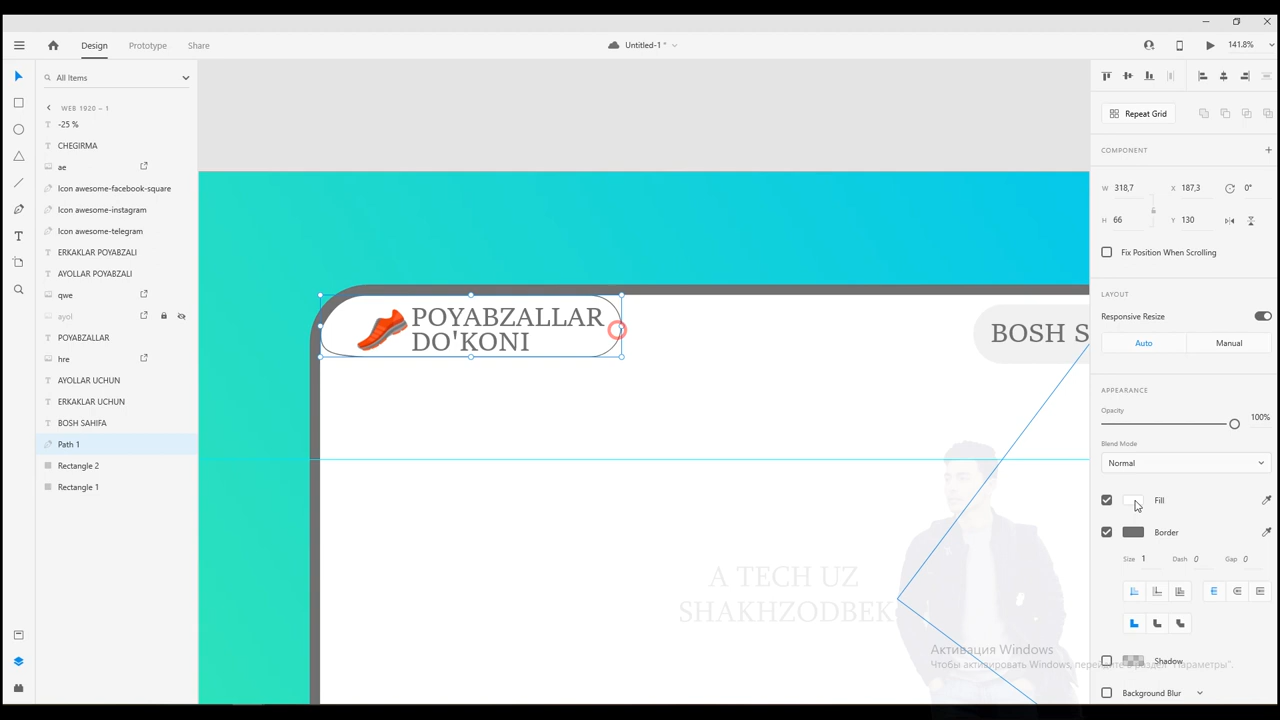 Design
Prototype
Share
Untitled-1 *
141.8%
All Items
WEB 1920 – 1
-25 %
CHEGIRMA
ae
Icon awesome-facebook-square
Icon awesome-instagram
Icon awesome-telegram
ERKAKLAR POYABZALI
AYOLLAR POYABZALI
qwe
ayol
POYABZALLAR
hre
AYOLLAR UCHUN
ERKAKLAR UCHUN
BOSH SAHIFA
Path 1
Rectangle 2
Rectangle 1
POYABZALLAR
DO'KONI
BOSH S
A TECH UZ
SHAKHZODBEK
Repeat Grid
COMPONENT
W 318,7 X 187,3 0°
H 66 Y 130
Fix Position When Scrolling
LAYOUT
Responsive Resize
Auto Manual
APPEARANCE
Opacity
100%
Blend Mode
Normal
Fill
Border
Size 1 Dash 0 Gap 0
Shadow
Background Blur
Активация Windows
Чтобы активировать Windows, перейдите в раздел "Параметры".